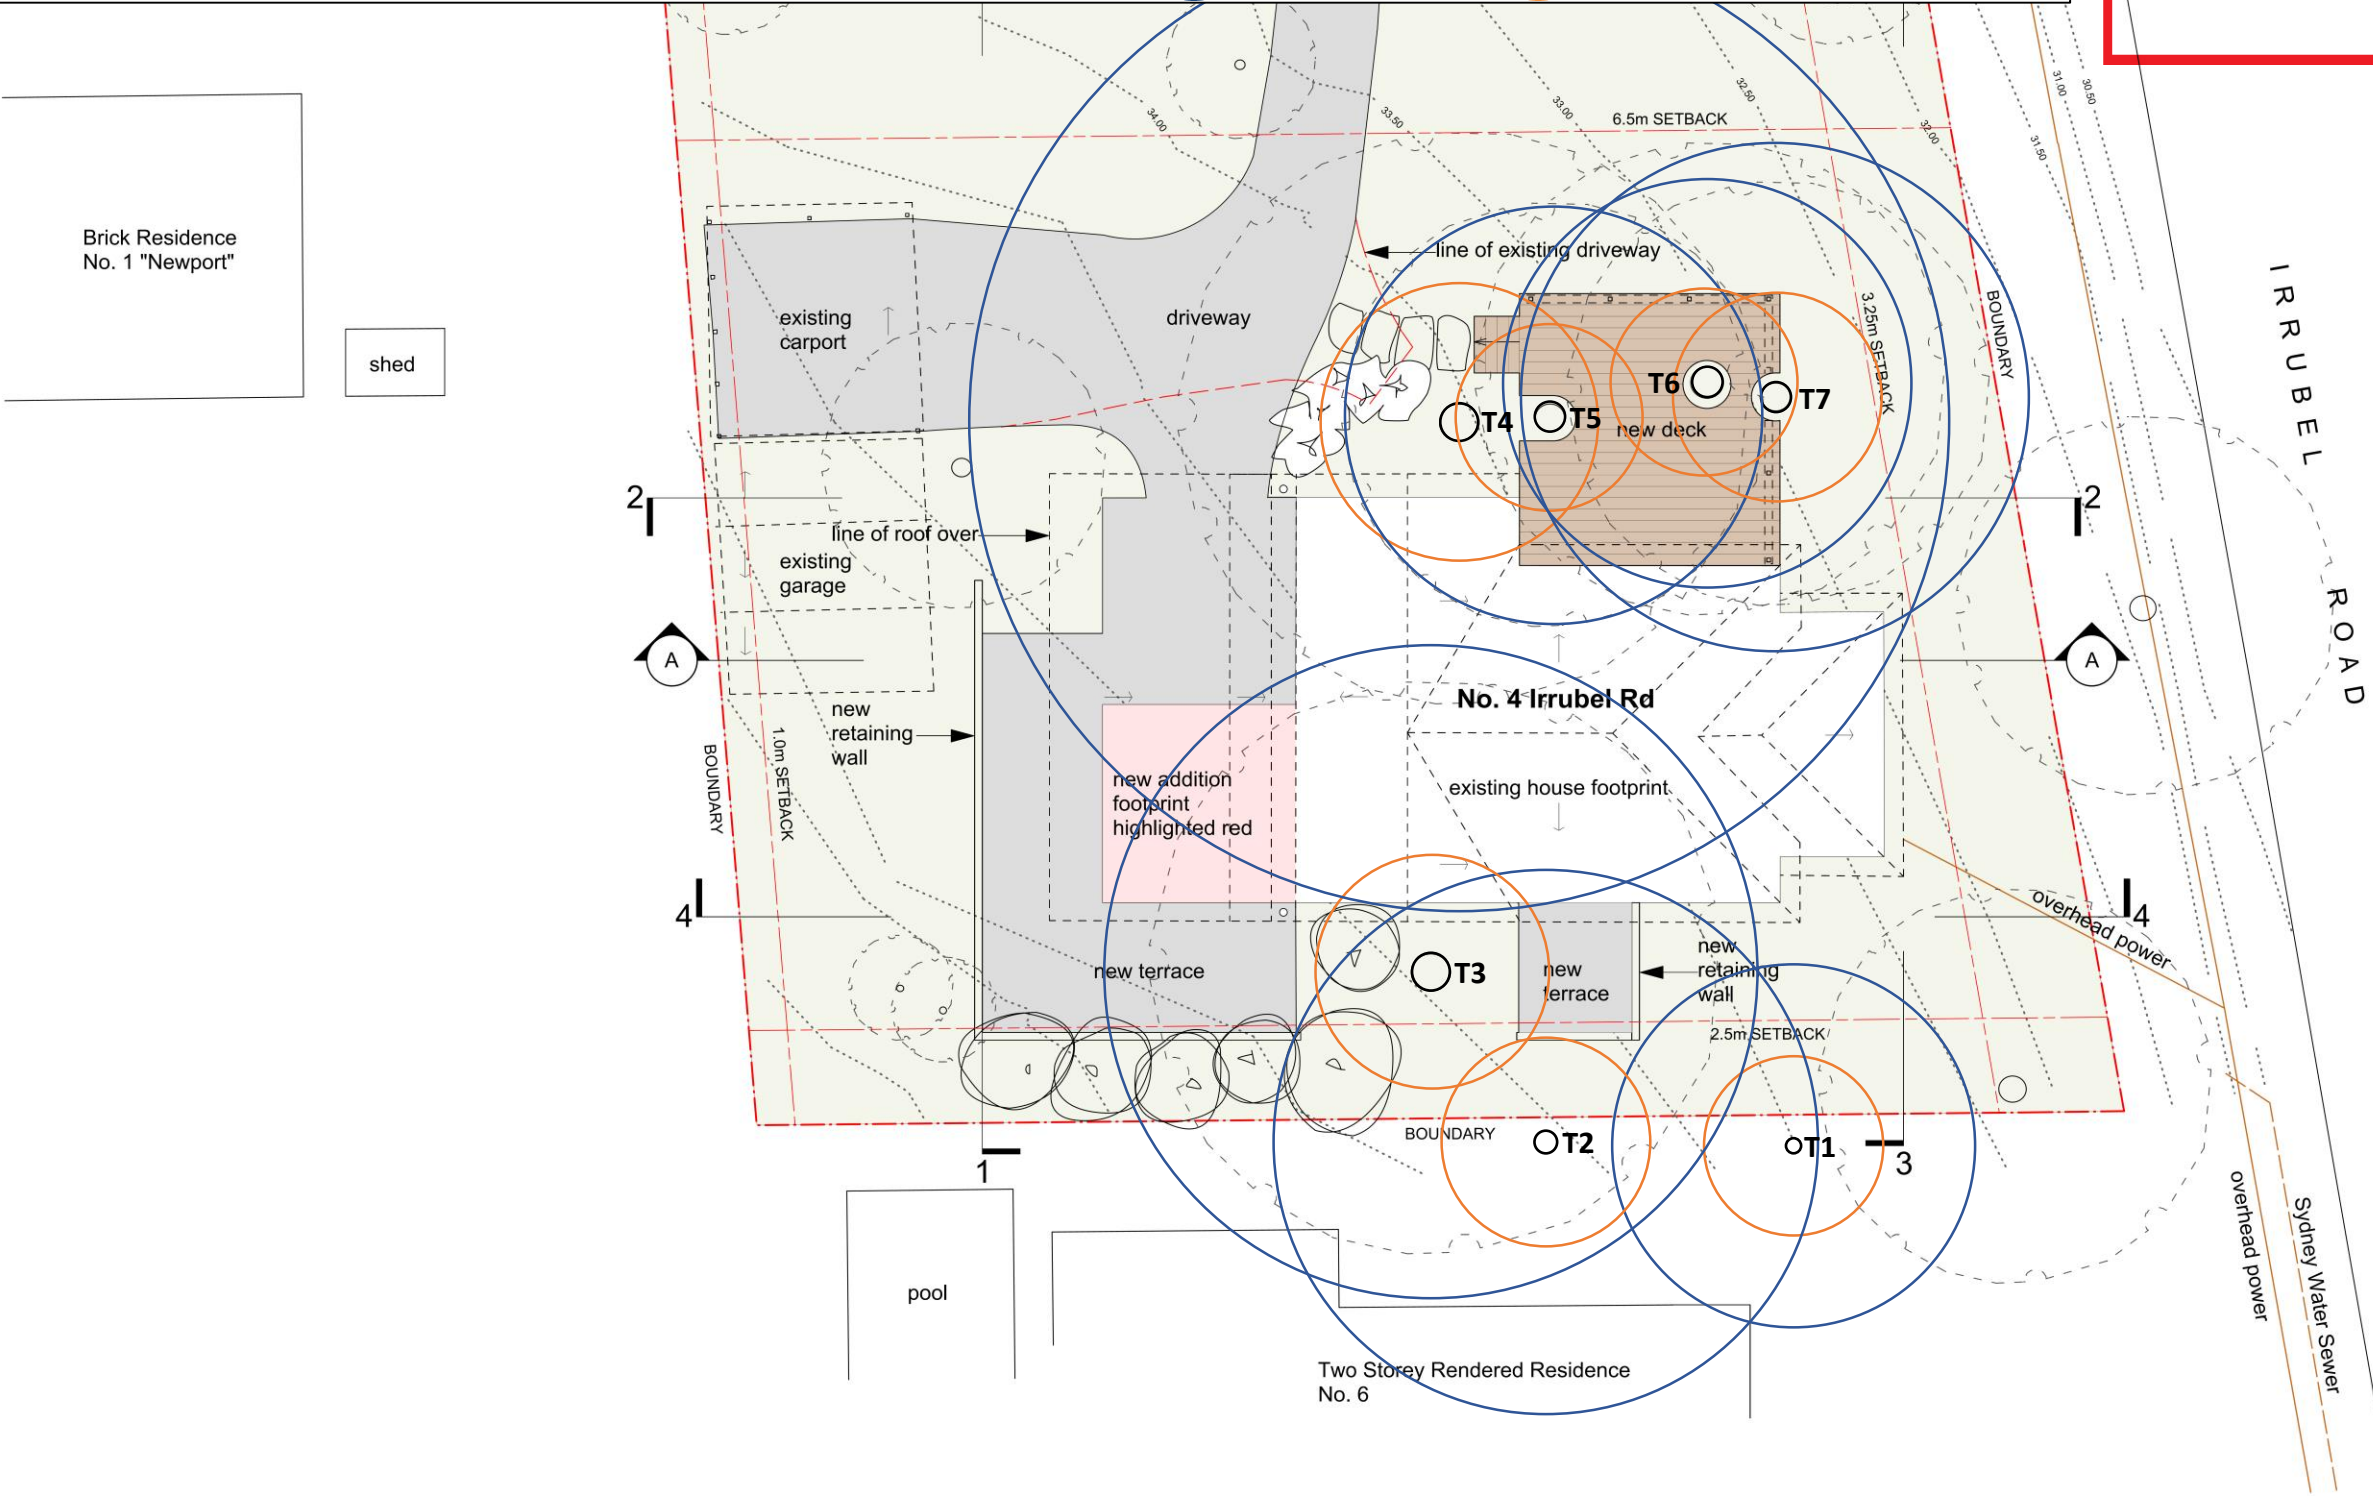 6.5m SETBACK
34.00
33.50
33.00
32.50
32.00
31.50
31.00
30.50
Brick Residence
No. 1 "Newport"
shed
existing
carport
driveway
line of existing driveway
3.25m SETBACK
BOUNDARY
IRRUBEL ROAD
T4
T5
T6
T7
new deck
2
2
line of roof over
existing
garage
A
A
new
retaining
wall
BOUNDARY
1.0m SETBACK
No. 4 Irrubel Rd
new addition
footprint
highlighted red
existing house footprint
4
4
overhead power
new terrace
T3
new
terrace
new
retaining
wall
2.5m SETBACK
BOUNDARY
T2
T1
1
3
pool
overhead power
Sydney Water Sewer
Two Storey Rendered Residence
No. 6